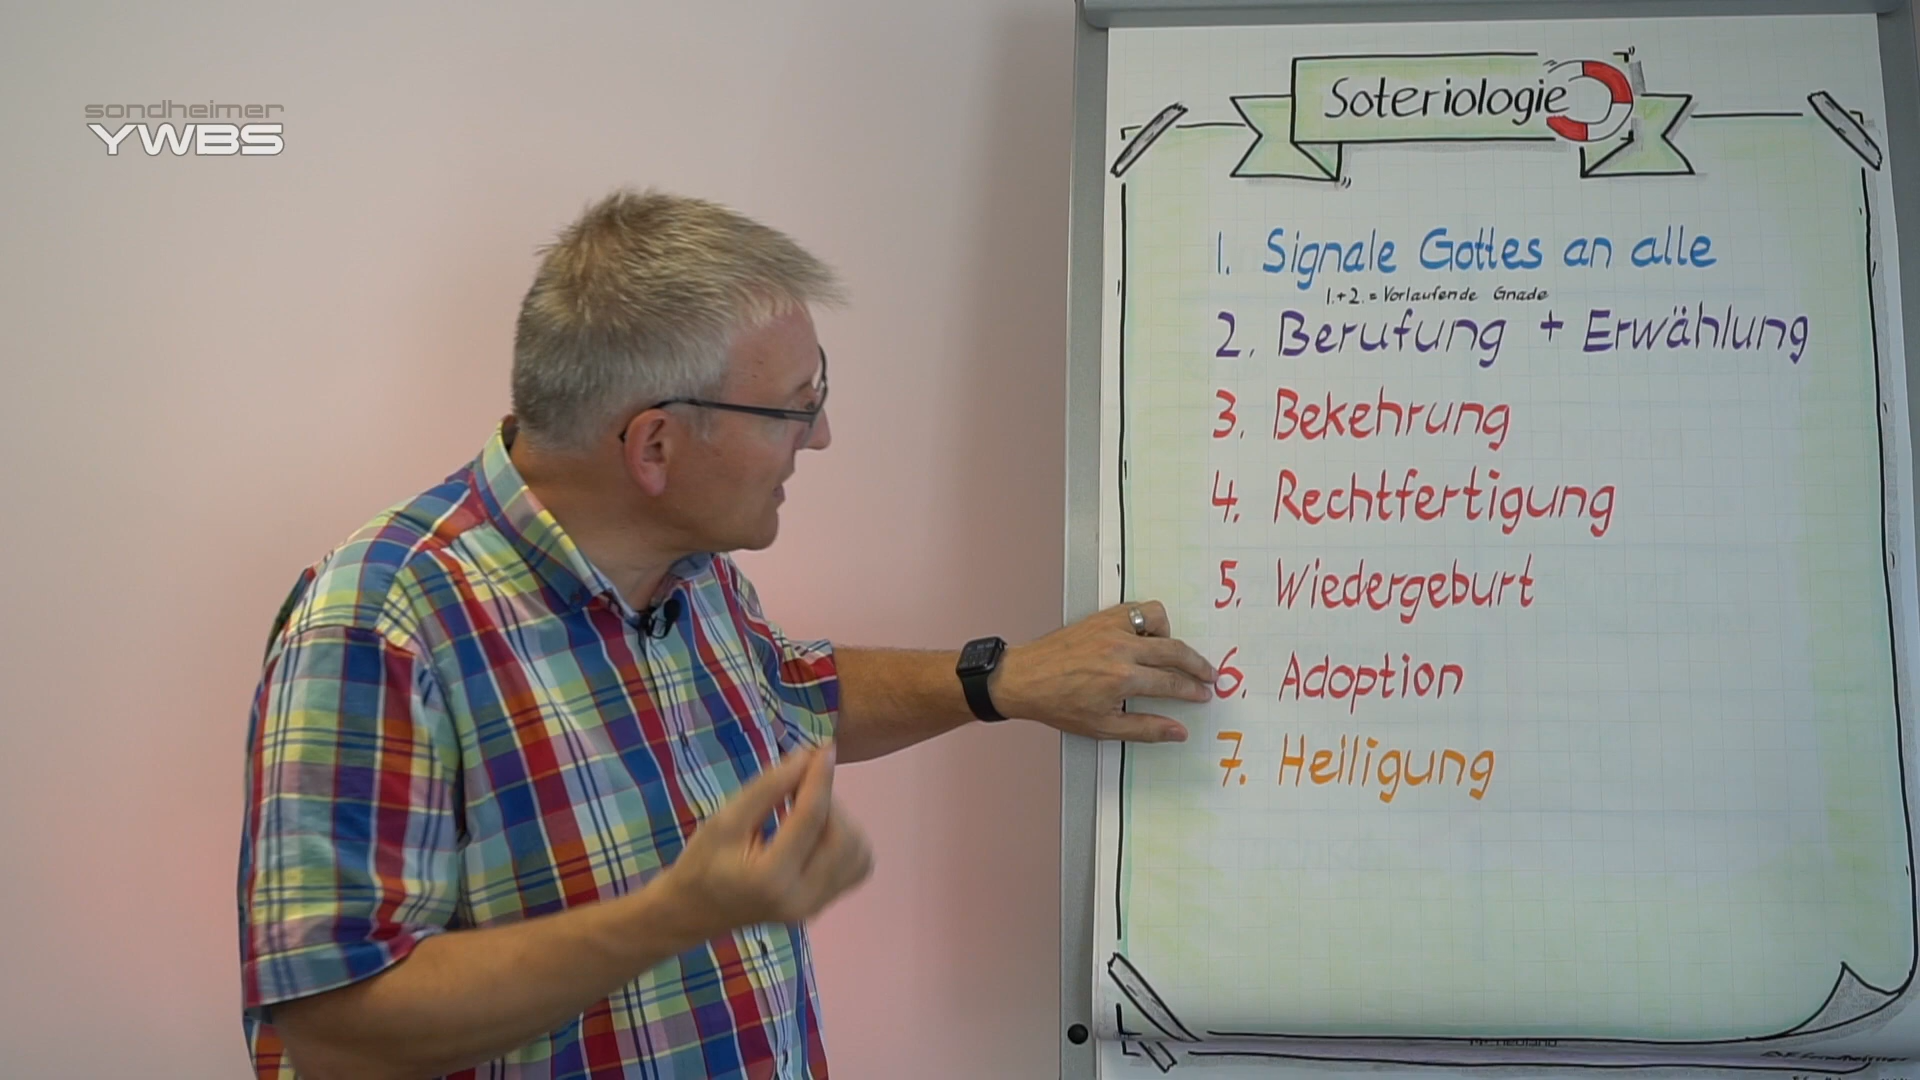 sondheimer
YWBS
Soteriologie
1. Signale Gottes an alle
1.+2. = Vorlaufende Gnade
2. Berufung + Erwählung
3. Bekehrung
4. Rechtfertigung
5. Wiedergeburt
6. Adoption
7. Heiligung